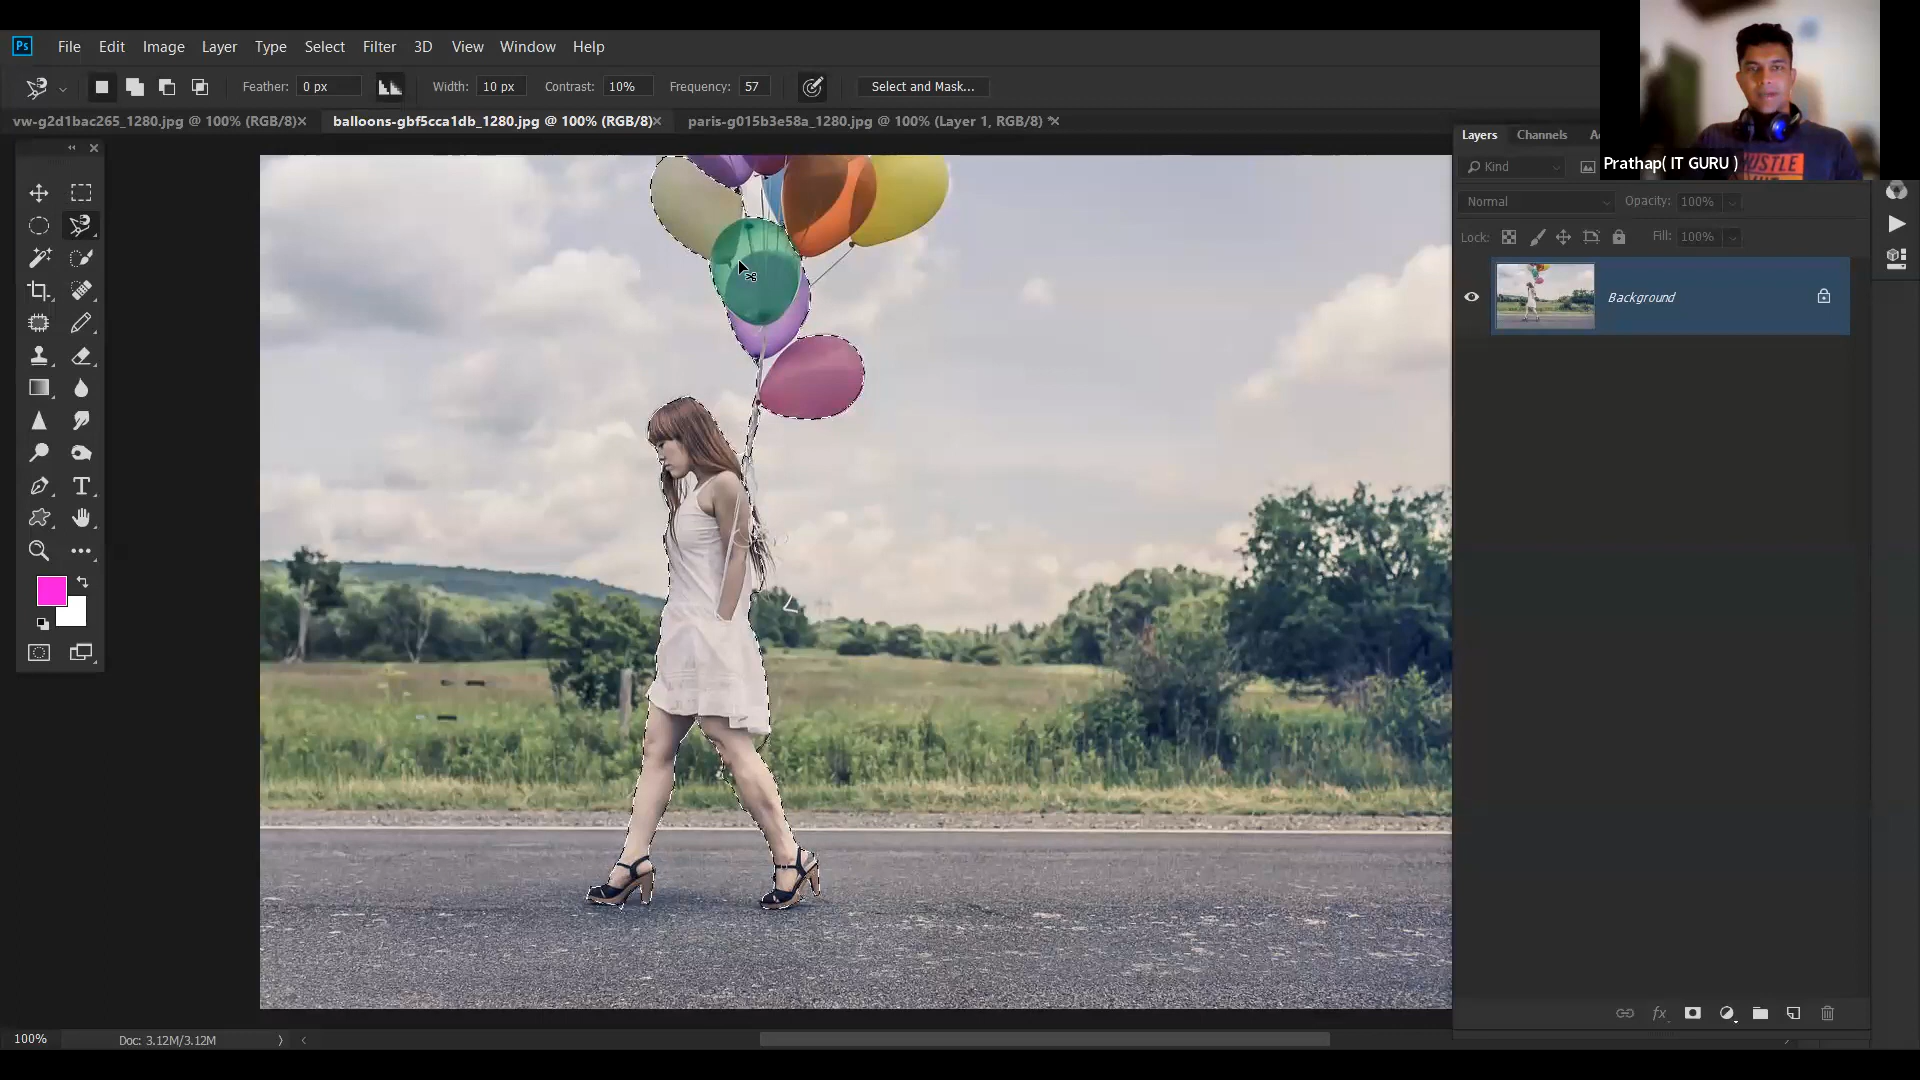 Ps File Edit Image Layer Type Select Filter 3D View Window Help
Feather: 0 px Width: 10 px Contrast: 10% Frequency: 57 Select and Mask...
vw-g2d1bac265_1280.jpg @ 100% (RGB/8) balloons-gbf5cca1db_1280.jpg @ 100% (RGB/8) paris-g015b3e58a_1280.jpg @ 100% (Layer 1, RGB/8)
Layers Channels
Prathap( IT GURU )
Kind
Normal Opacity: 100%
Lock: Fill: 100%
Background
100% Doc: 3.12M/3.12M